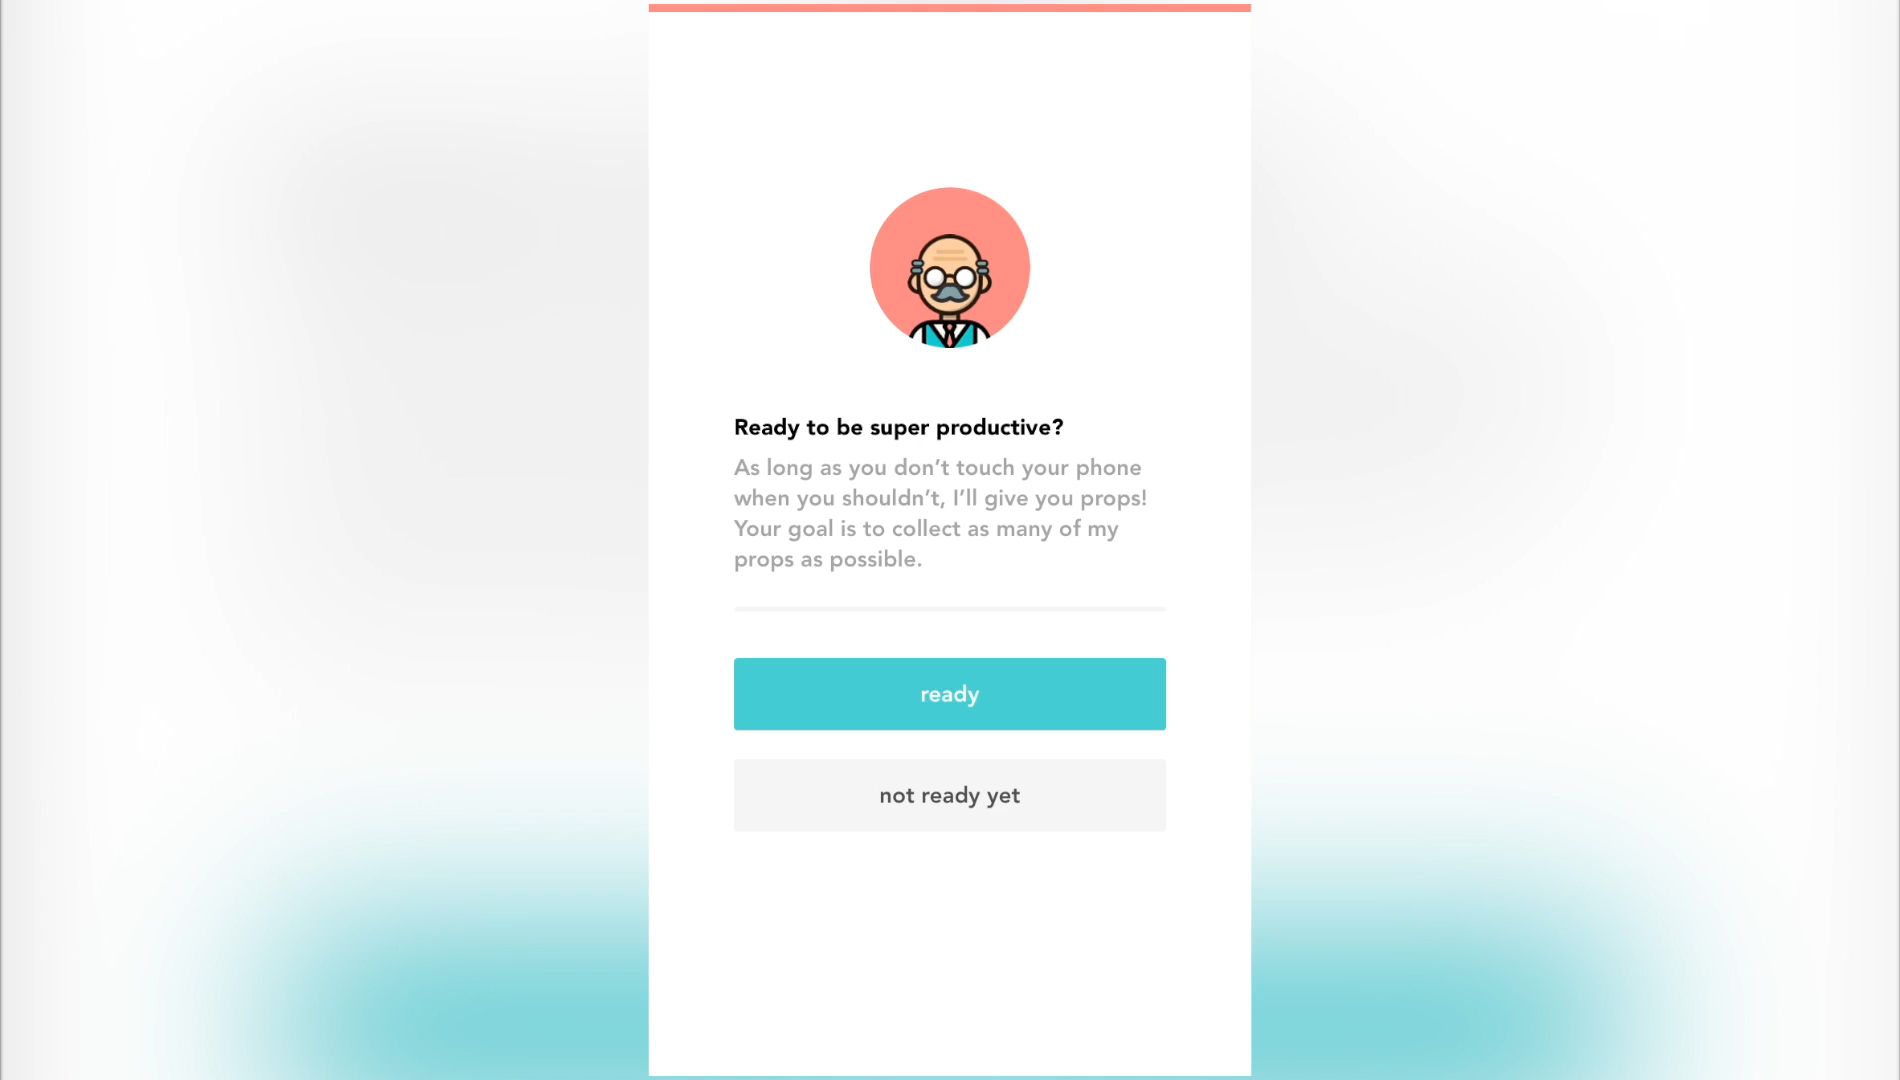 Ready to be super productive?
As long as you don’t touch your phone
when you shouldn’t, I’ll give you props!
Your goal is to collect as many of my
props as possible.
ready
not ready yet